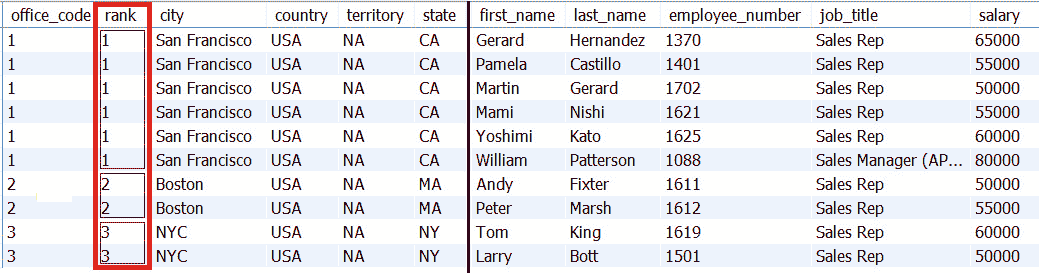 office_code rank city country territory state first_name last_name employee_number job_title salary
1 1 San Francisco USA NA CA Gerard Hernandez 1370 Sales Rep 65000
1 1 San Francisco USA NA CA Pamela Castillo 1401 Sales Rep 55000
1 1 San Francisco USA NA CA Martin Gerard 1702 Sales Rep 50000
1 1 San Francisco USA NA CA Mami Nishi 1621 Sales Rep 55000
1 1 San Francisco USA NA CA Yoshimi Kato 1625 Sales Rep 60000
1 1 San Francisco USA NA CA William Patterson 1088 Sales Manager (AP... 80000
2 2 Boston USA NA MA Andy Fixter 1611 Sales Rep 50000
2 2 Boston USA NA MA Peter Marsh 1612 Sales Rep 50000
3 3 NYC USA NA NY Tom King 1619 Sales Rep 60000
3 3 NYC USA NA NY Larry Bott 1501 Sales Rep 50000